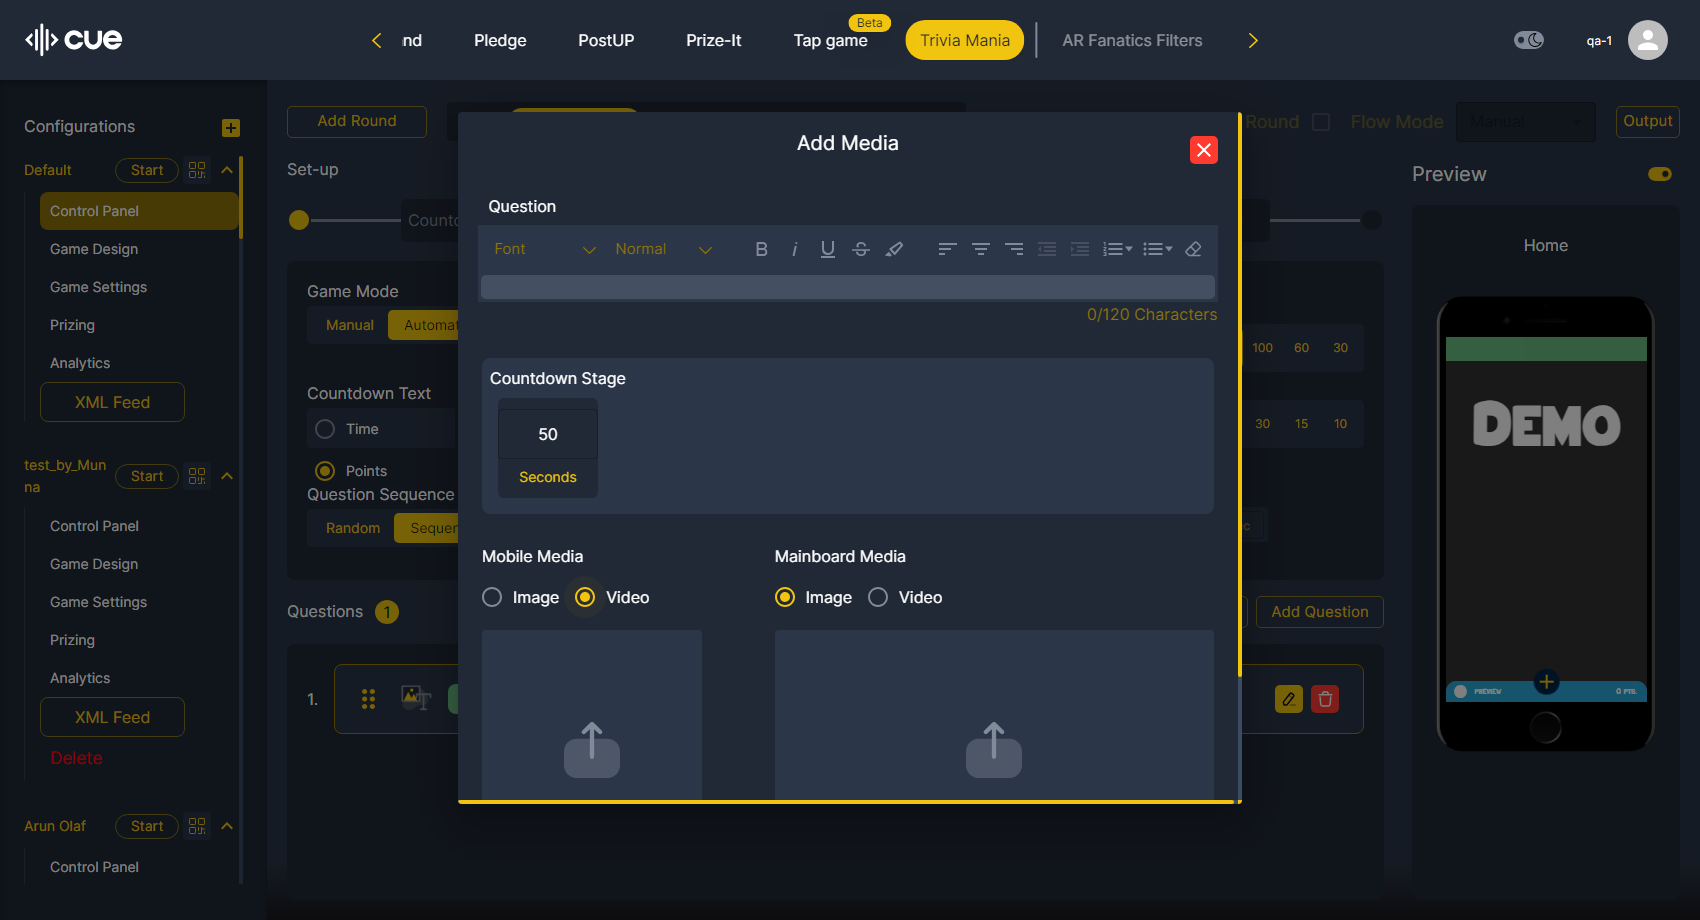 cue
nd
Pledge
PostUP
Prize-It
Tap game
Beta
Trivia Mania
AR Fanatics Filters
qa-1
Configurations
Default
Start
Control Panel
Game Design
Game Settings
Prizing
Analytics
XML Feed
test_by_Mun
na
Start
Control Panel
Game Design
Game Settings
Prizing
Analytics
XML Feed
Delete
Arun Olaf
Start
Control Panel
Add Round
Round
Flow Mode
Manual
Output
Set-up
Countd
Game Mode
Manual
Automat
Countdown Text
Time
Points
Question Sequence
Random
Sequen
100 60 30
30 15 10
Questions 1
Add Question
1.
Add Media
Question
Font
Normal
0/120 Characters
Countdown Stage
50
Seconds
Mobile Media
Image
Video
Mainboard Media
Image
Video
Preview
Home
DEMO
PREVIEW
0 PTS.